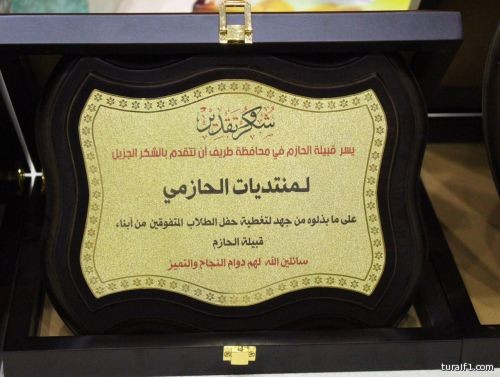 شكر وتقدير
يسر قبيلة الحازم في محافظة طريف أن تتقدم بالشكر الجزيل
لمنتديات الحازمي
على ما بذلوه من جهد لتغطية حفل الطلاب المتفوقين من أبناء
قبيلة الحازم
سائلين الله لهم دوام النجاح والتميز
turaif1.com